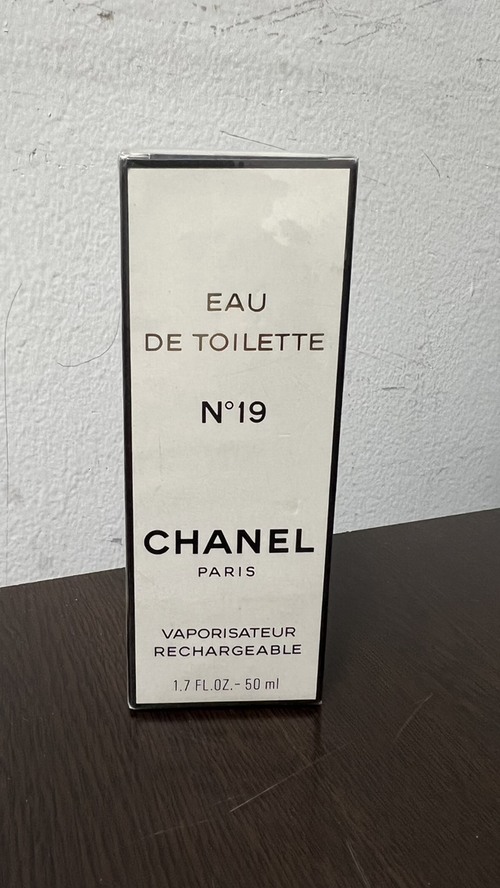 EAU
DE TOILETTE
N°19
CHANEL
PARIS
VAPORISATEUR
RECHARGEABLE
1.7 FL.OZ.- 50 ml